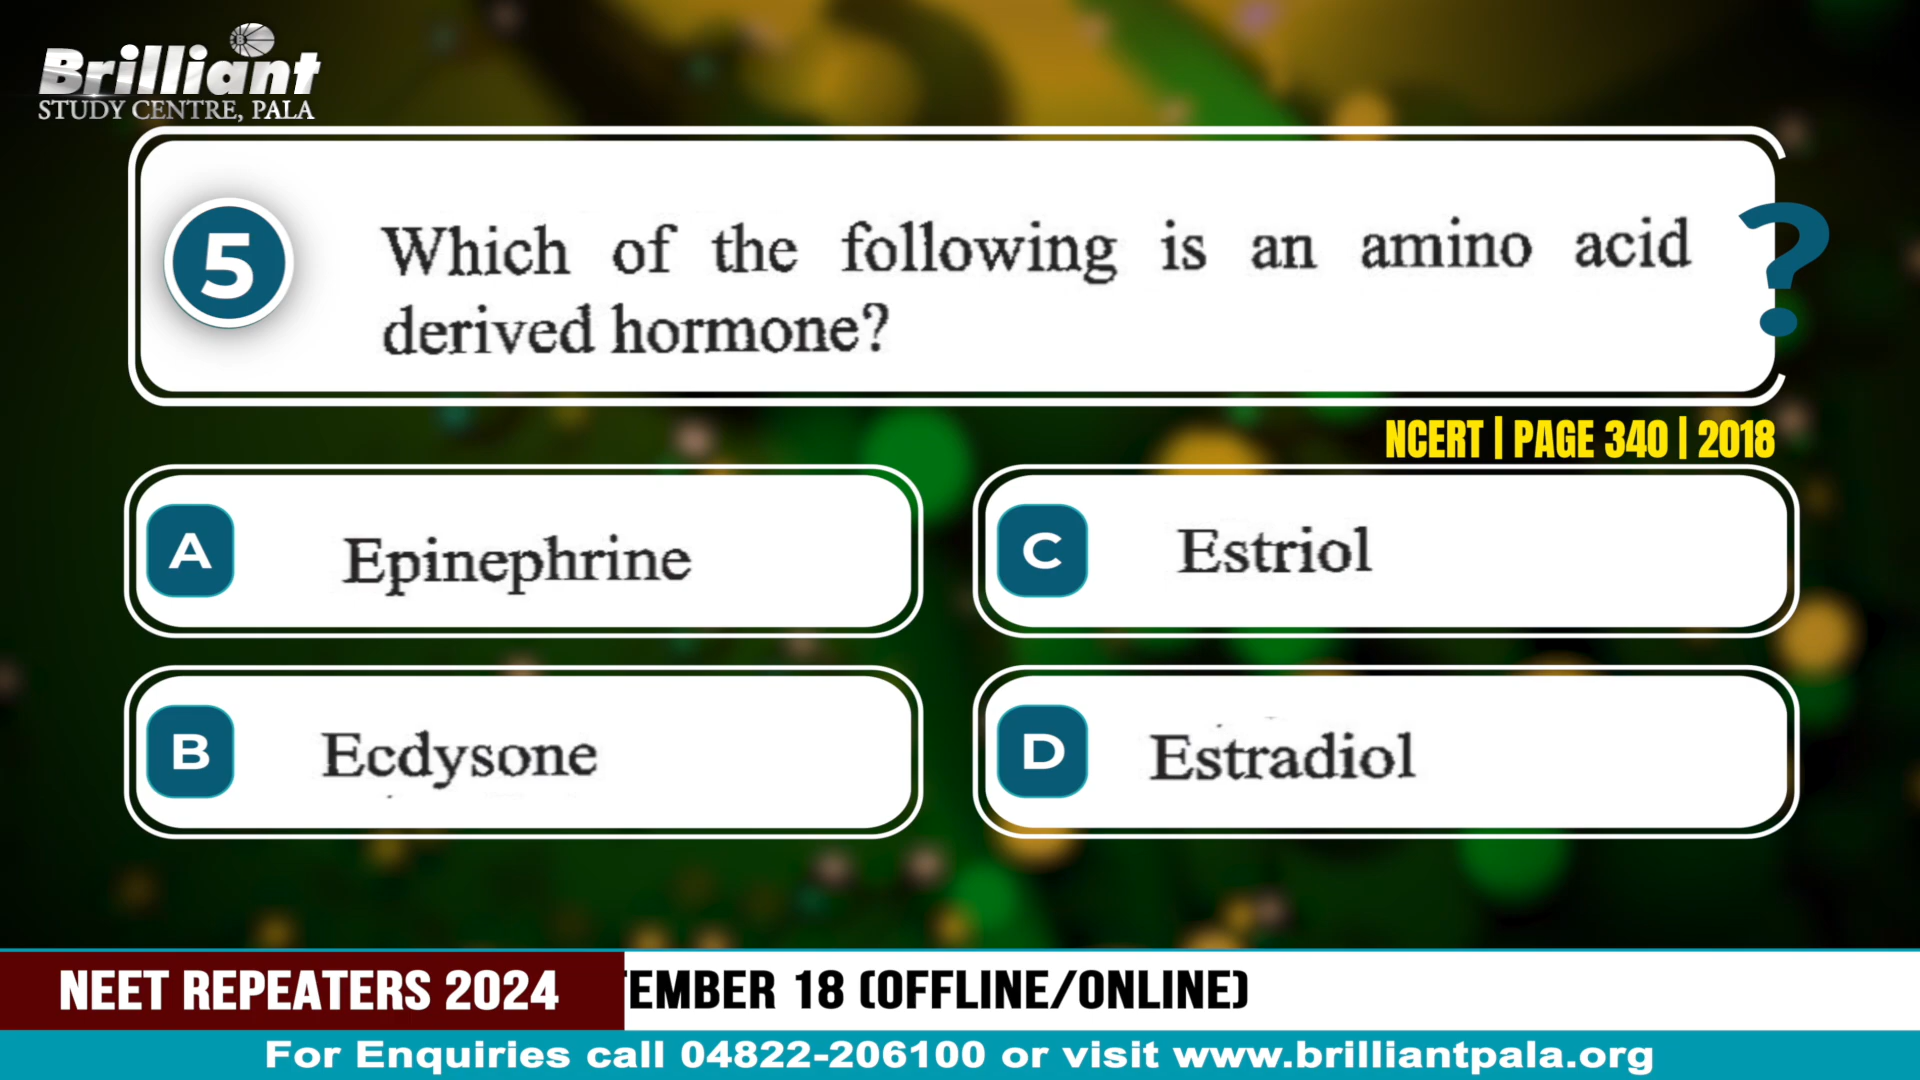 Brilliant
STUDY CENTRE, PALA
5
Which of the following is an amino acid
derived hormone?
?
NCERT | PAGE 340 | 2018
A
Epinephrine
C
Estriol
B
Ecdysone
D
Estradiol
NEET REPEATERS 2024
TEMBER 18 (OFFLINE/ONLINE)
For Enquiries call 04822-206100 or visit www.brilliantpala.org